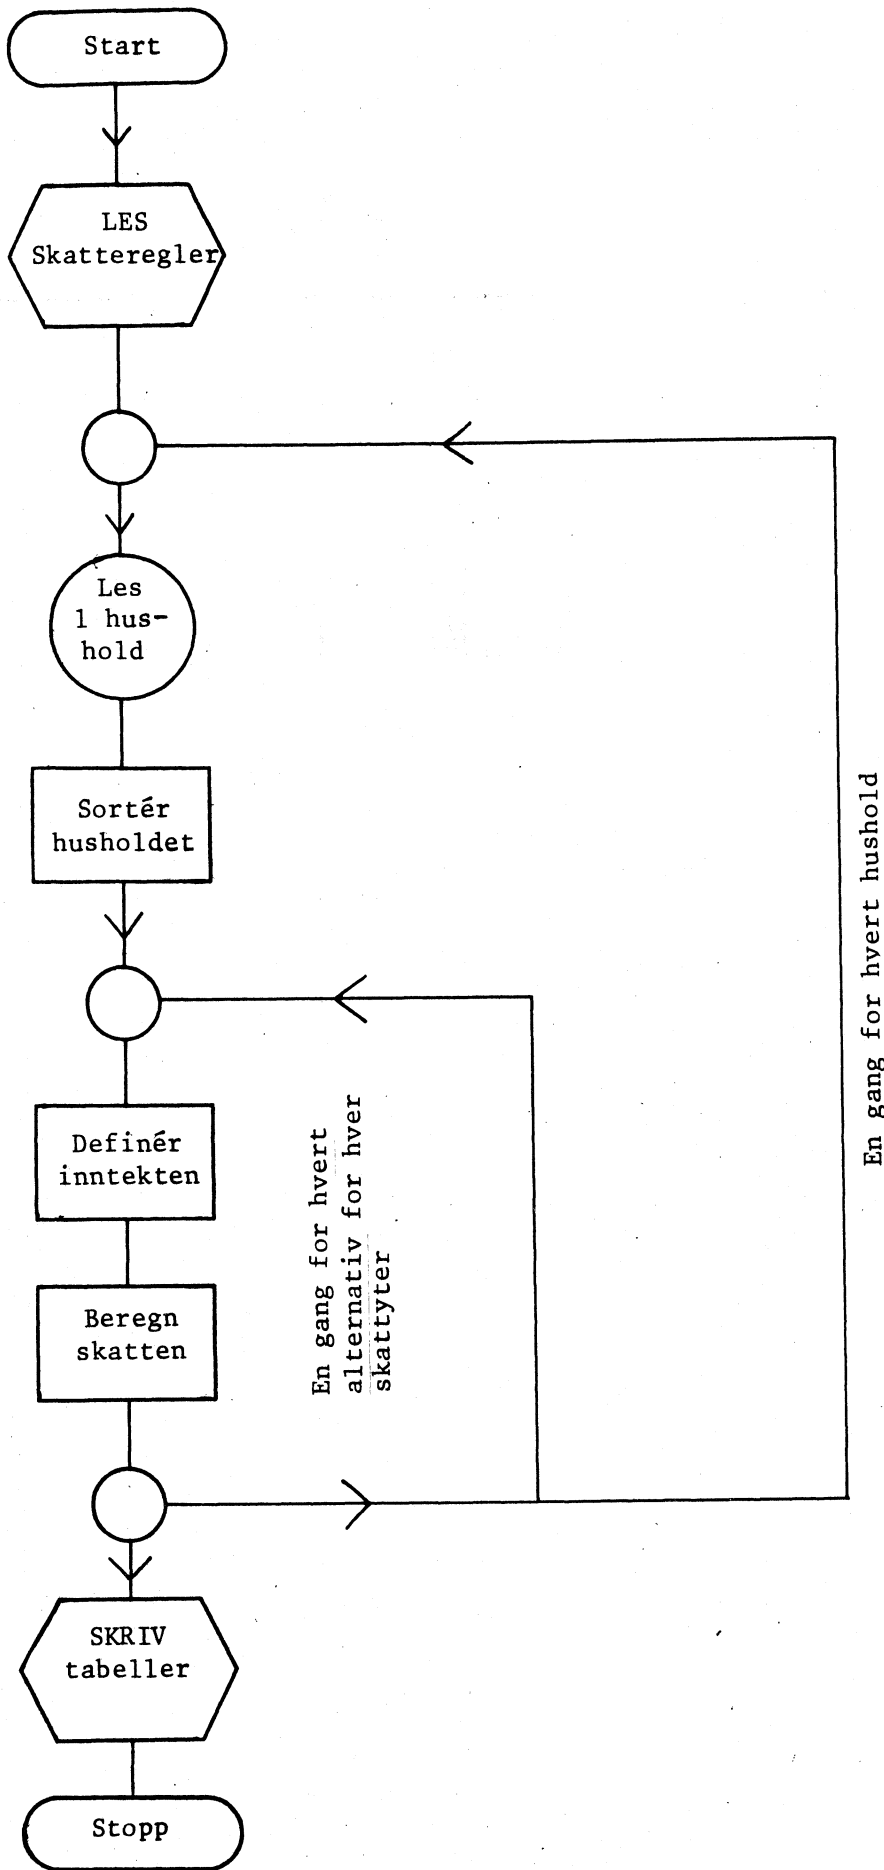 Start
LES
Skatteregler
Les
1 hus-
hold
Sortér
husholdet
Definér
inntekten
Beregn
skatten
En gang for hvert
alternativ for hver
skattyter
En gang for hvert hushold
SKRIV
tabeller
Stopp